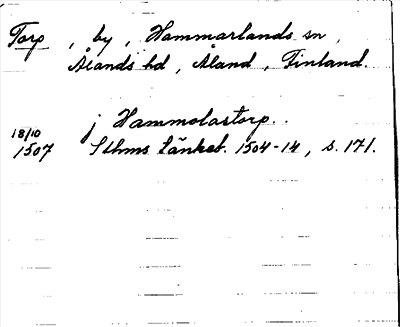 Torp, by, Hammarlands sn,
Ålands hd, Åland, Finland.
18/10 j Hammolastorp.
1507 Sthms tänkeb. 1504-14, s. 171.